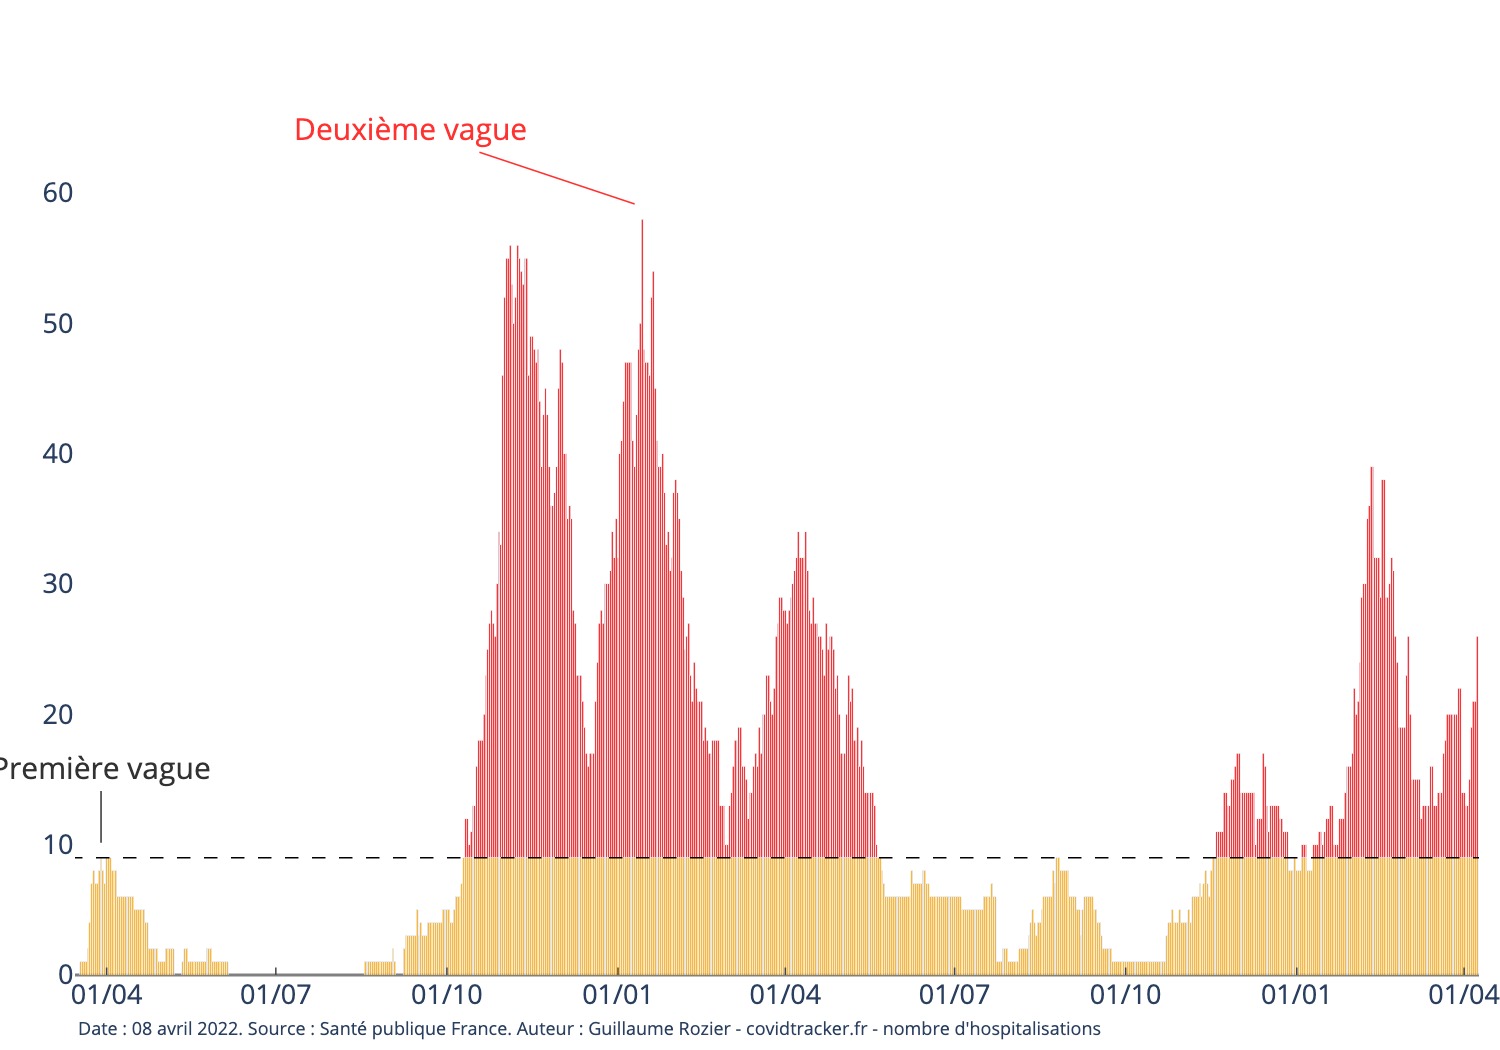 Deuxième vague
60
50
40
30
20
Première vague
10
0
01/04 01/07 01/10 01/01 01/04 01/07 01/10 01/01 01/04
Date : 08 avril 2022. Source : Santé publique France. Auteur : Guillaume Rozier - covidtracker.fr - nombre d'hospitalisations